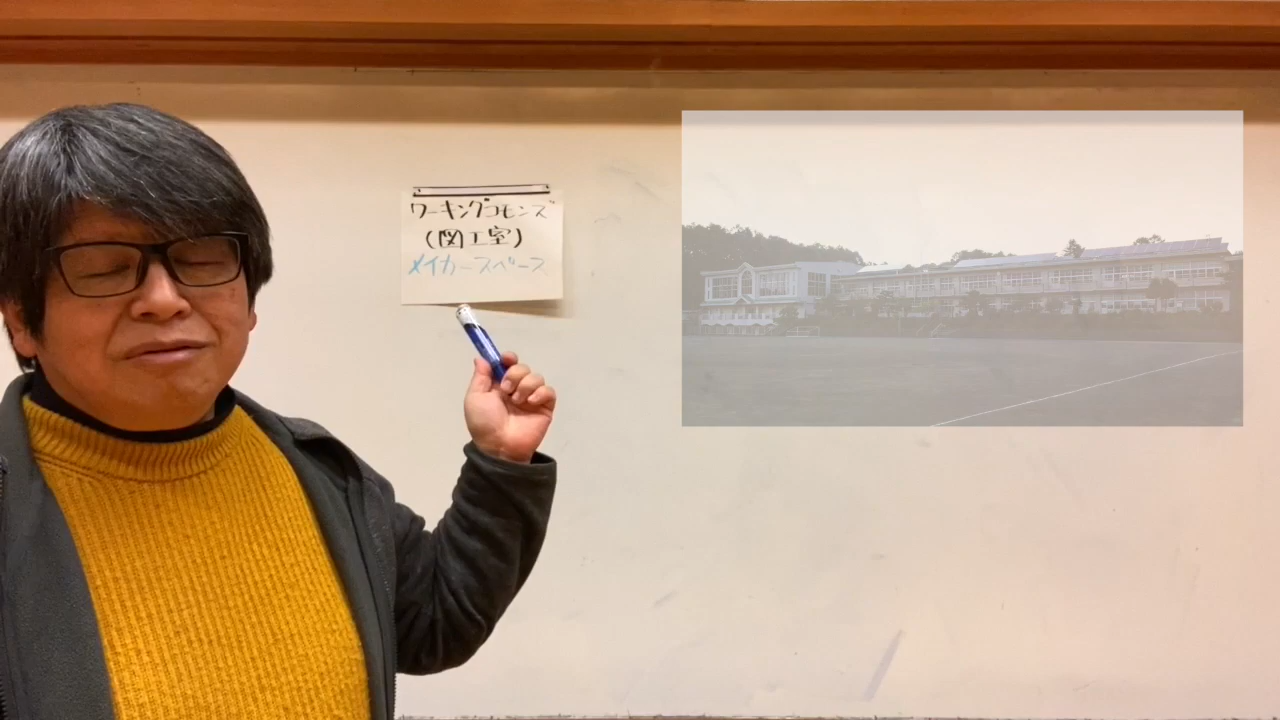 ワーキングコモンズ
(図工室)
メイカースペース